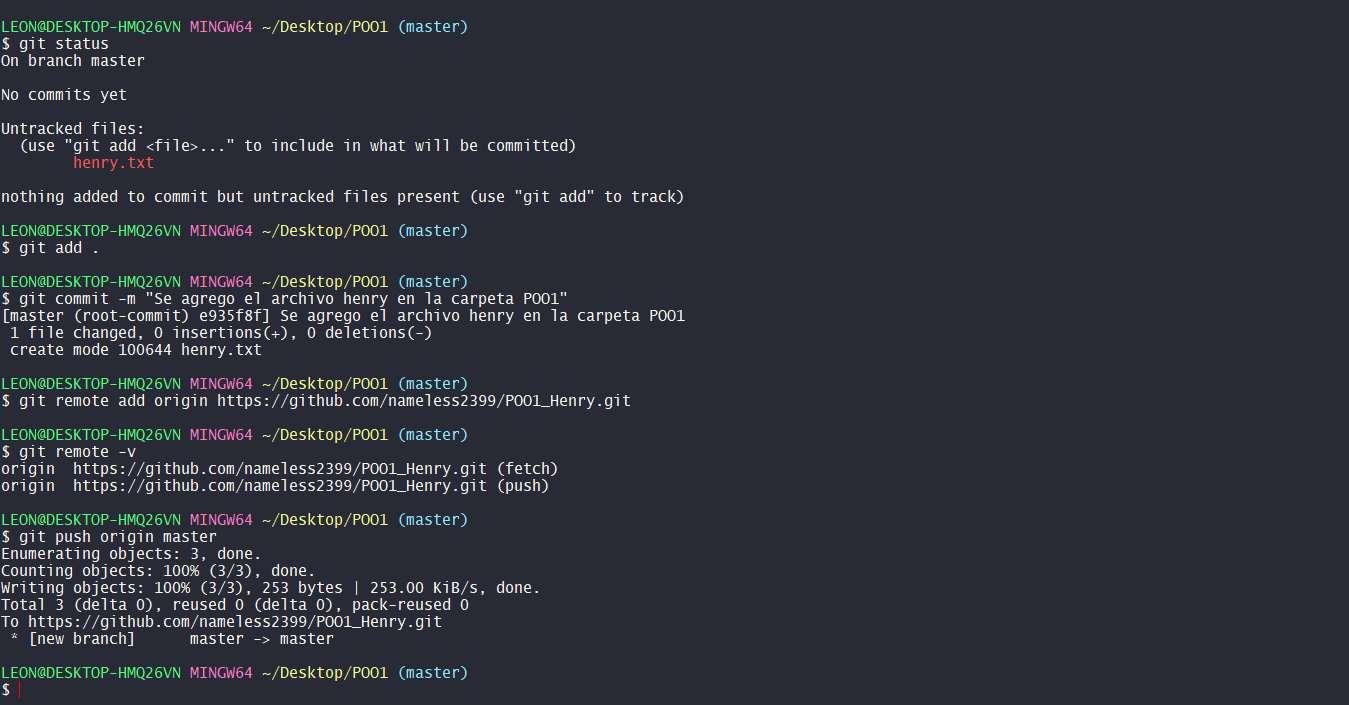 LEON@DESKTOP-HMQ26VN MINGW64 ~/Desktop/POO1 (master)
$ git status
On branch master
No commits yet
Untracked files:
  (use "git add <file>..." to include in what will be committed)
        henry.txt
nothing added to commit but untracked files present (use "git add" to track)
LEON@DESKTOP-HMQ26VN MINGW64 ~/Desktop/POO1 (master)
$ git add .
LEON@DESKTOP-HMQ26VN MINGW64 ~/Desktop/POO1 (master)
$ git commit -m "Se agrego el archivo henry en la carpeta POO1"
[master (root-commit) e935f8f] Se agrego el archivo henry en la carpeta POO1
 1 file changed, 0 insertions(+), 0 deletions(-)
 create mode 100644 henry.txt
LEON@DESKTOP-HMQ26VN MINGW64 ~/Desktop/POO1 (master)
$ git remote add origin https://github.com/nameless2399/POO1_Henry.git
LEON@DESKTOP-HMQ26VN MINGW64 ~/Desktop/POO1 (master)
$ git remote -v
origin  https://github.com/nameless2399/POO1_Henry.git (fetch)
origin  https://github.com/nameless2399/POO1_Henry.git (push)
LEON@DESKTOP-HMQ26VN MINGW64 ~/Desktop/POO1 (master)
$ git push origin master
Enumerating objects: 3, done.
Counting objects: 100% (3/3), done.
Writing objects: 100% (3/3), 253 bytes | 253.00 KiB/s, done.
Total 3 (delta 0), reused 0 (delta 0), pack-reused 0
To https://github.com/nameless2399/POO1_Henry.git
 * [new branch]      master -> master
LEON@DESKTOP-HMQ26VN MINGW64 ~/Desktop/POO1 (master)
$